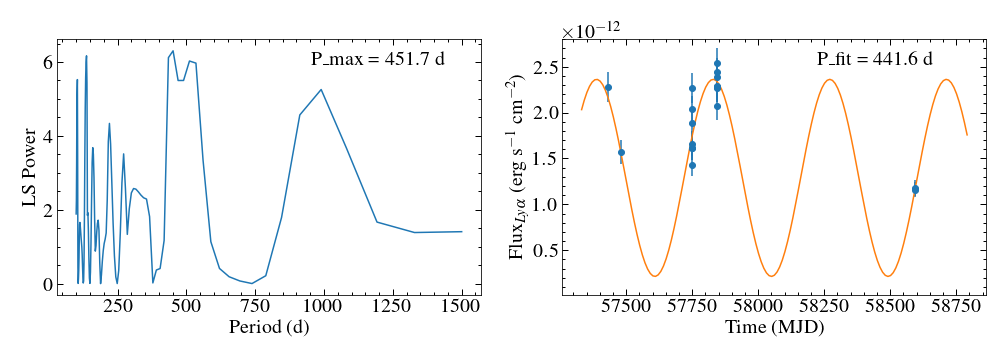 P_max = 451.7 d
LS Power
6
4
2
0
250 500 750 1000 1250 1500
Period (d)
×10⁻¹²
P_fit = 441.6 d
Flux_{Lyα} (erg s⁻¹ cm⁻²)
2.5
2.0
1.5
1.0
0.5
57500 57750 58000 58250 58500 58750
Time (MJD)